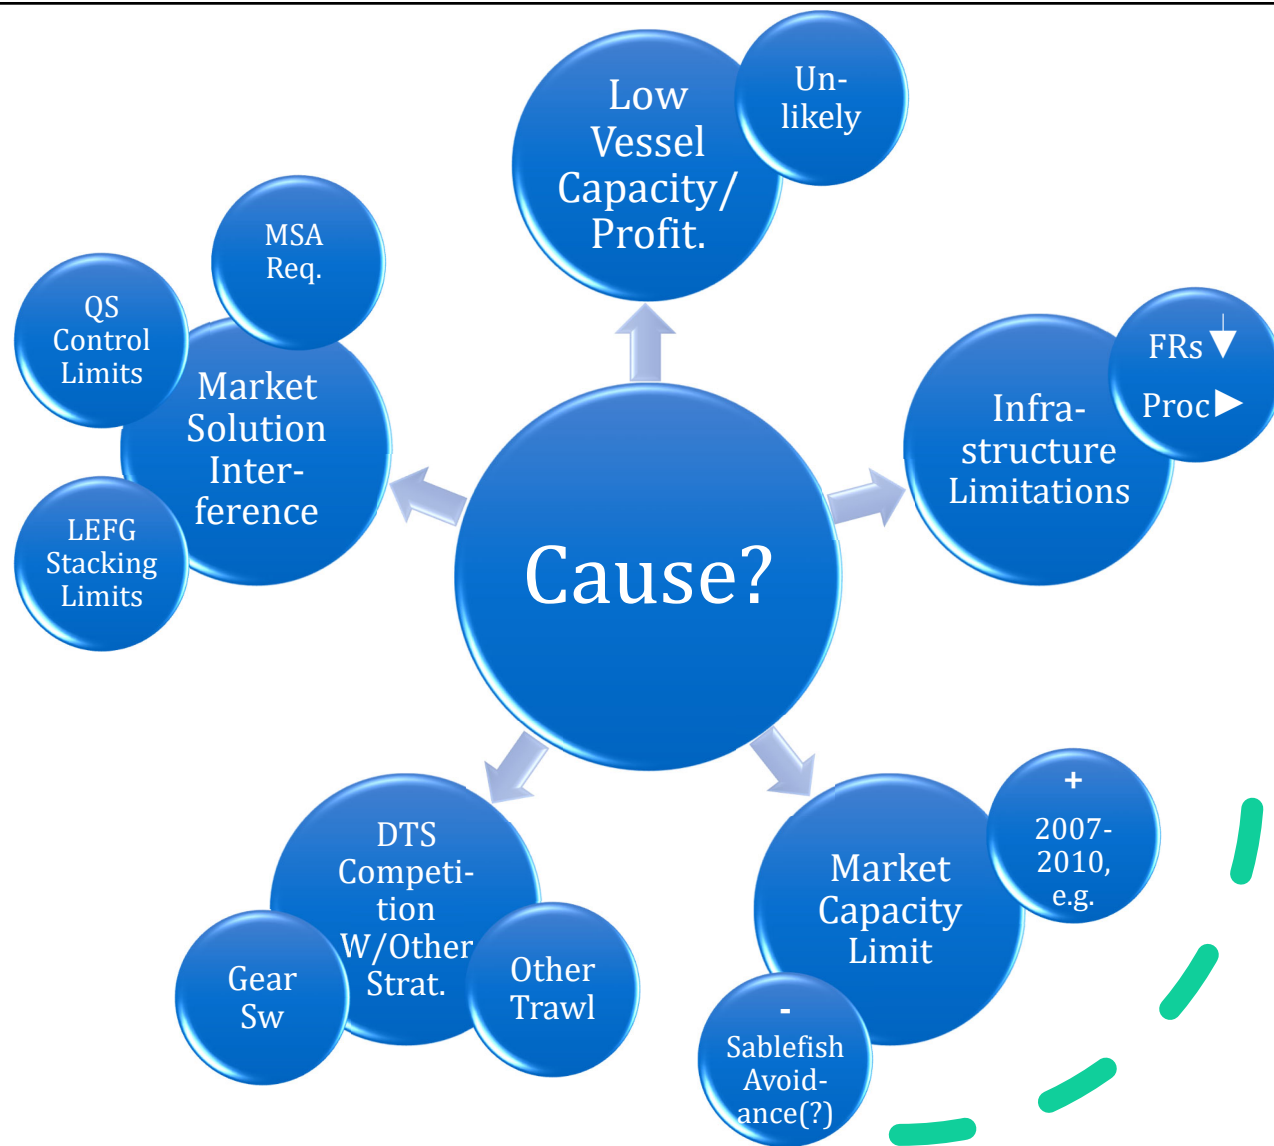 Cause?
Low
Vessel
Capacity/
Profit.
Un-
likely
Infra-
structure
Limitations
FRs
Proc
Market
Capacity
Limit
+
2007-
2010,
e.g.
-
Sablefish
Avoid-
ance(?)
DTS
Competi-
tion
W/Other
Strat.
Other
Trawl
Gear
Sw
Market
Solution
Inter-
ference
LEFG
Stacking
Limits
QS
Control
Limits
MSA
Req.